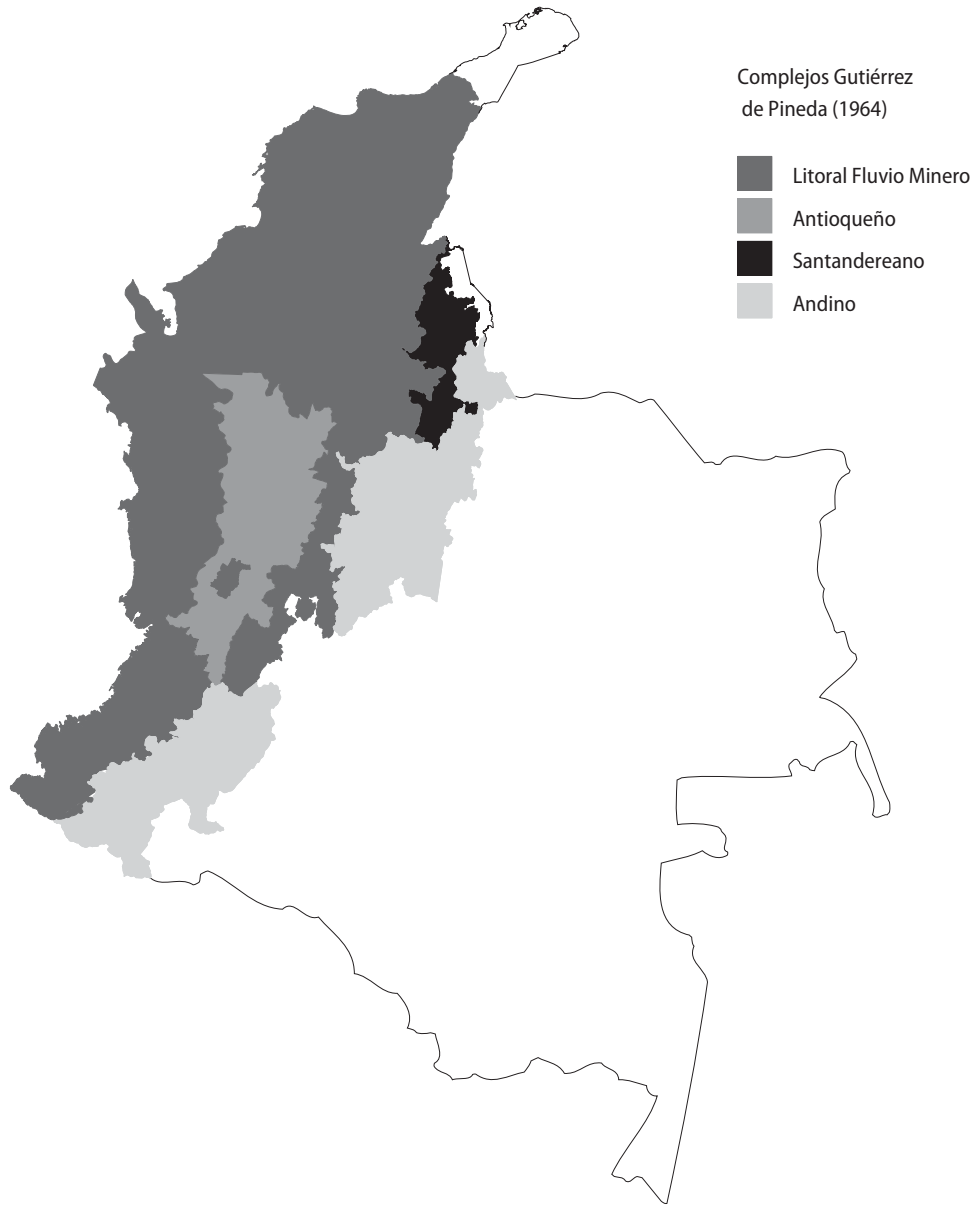 Complejos Gutiérrez
de Pineda (1964)
Litoral Fluvio Minero
Antioqueño
Santandereano
Andino